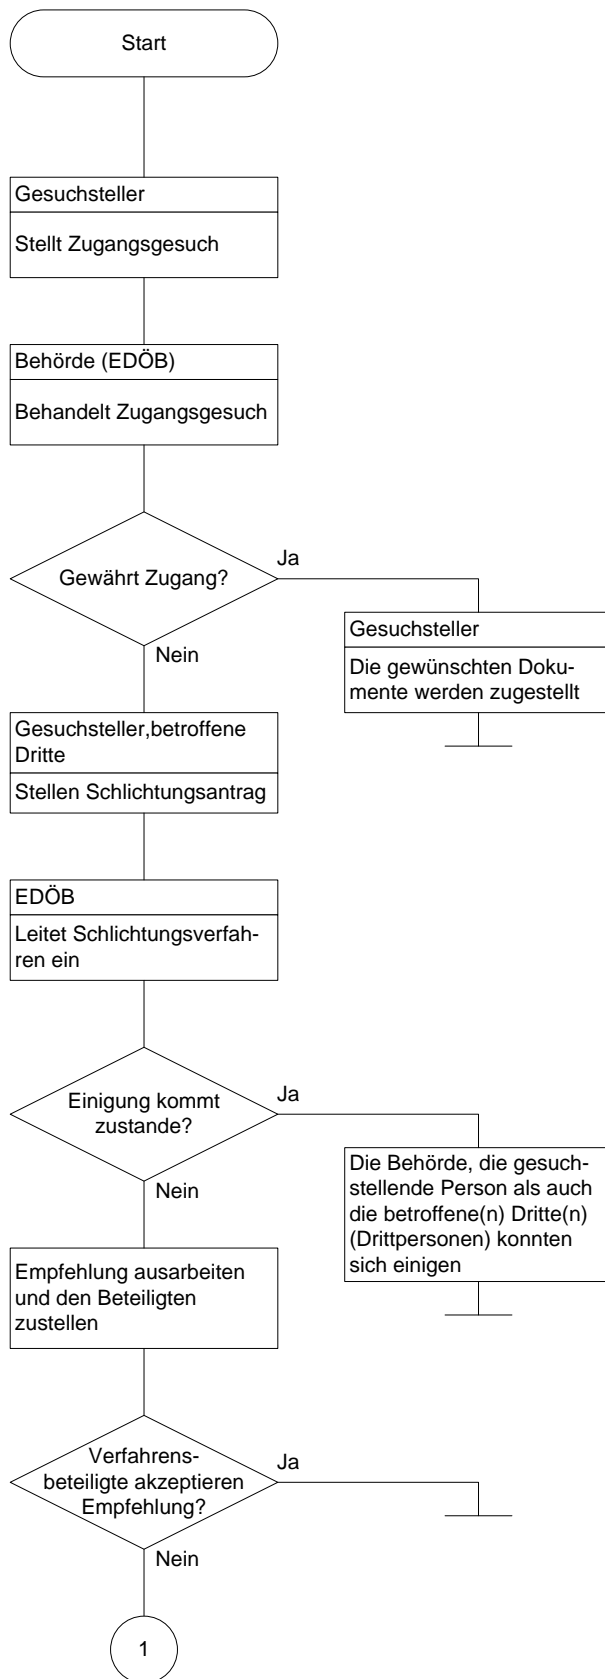 Start
Gesuchsteller
Stellt Zugangsgesuch
Behörde (EDÖB)
Behandelt Zugangsgesuch
Gewährt Zugang?
Ja
Gesuchsteller
Die gewünschten Doku-
mente werden zugestellt
Nein
Gesuchsteller,betroffene
Dritte
Stellen Schlichtungsantrag
EDÖB
Leitet Schlichtungsverfah-
ren ein
Einigung kommt
zustande?
Ja
Die Behörde, die gesuch-
stellende Person als auch
die betroffene(n) Dritte(n)
(Drittpersonen) konnten
sich einigen
Nein
Empfehlung ausarbeiten
und den Beteiligten
zustellen
Verfahrens-
beteiligte akzeptieren
Empfehlung?
Ja
Nein
1